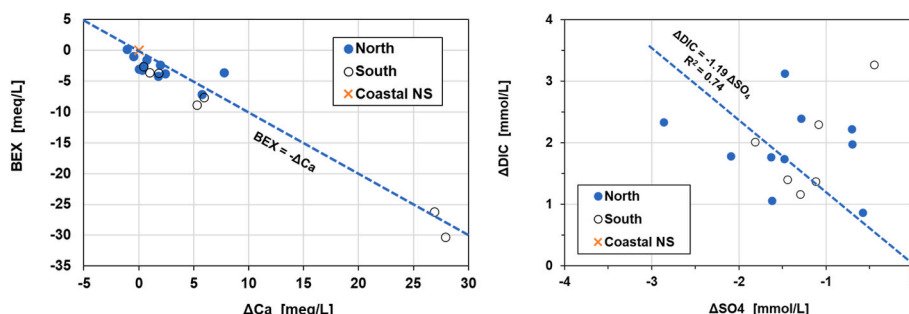 5
0
-5
-10
-15
-20
-25
-30
-35
BEX [meq/L]
-5 0 5 10 15 20 25 30
ΔCa [meq/L]
North
South
Coastal NS
BEX = -ΔCa
4
3
2
1
0
ΔDIC [mmol/L]
-4 -3 -2 -1
ΔSO4 [mmol/L]
ΔDIC = -1.19 ΔSO₄
R² = 0.74
North
South
Coastal NS